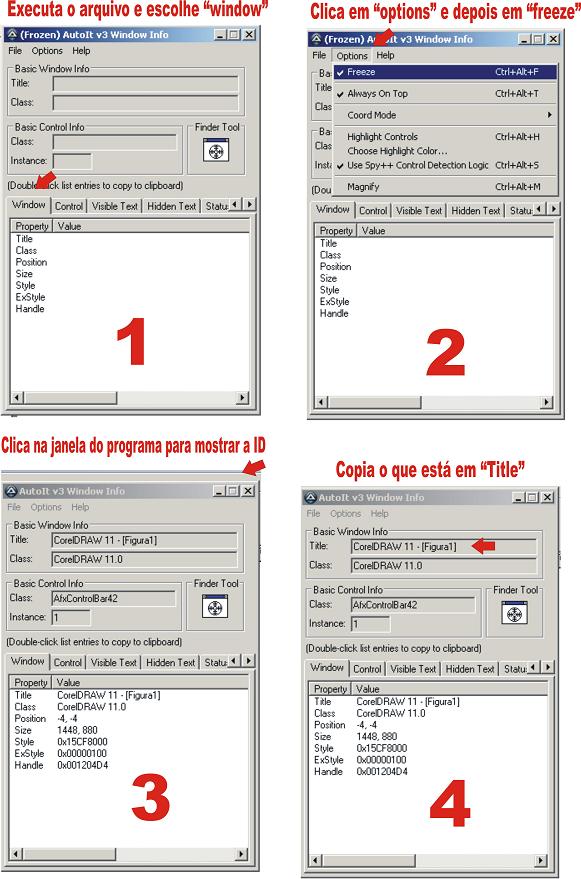 Executa o arquivo e escolhe “window”
(Frozen) AutoIt v3 Window Info
File Options Help
Basic Window Info
Title:
Class:
Basic Control Info
Class:
Instance:
Finder Tool
(Double-click list entries to copy to clipboard)
Window Control Visible Text Hidden Text Statu
Property Value
Title
Class
Position
Size
Style
ExStyle
Handle
1
Clica em “options” e depois em “freeze”
(Frozen) AutoIt v3 Window Info
File Options Help
Freeze Ctrl+Alt+F
Always On Top Ctrl+Alt+T
Coord Mode
Highlight Controls Ctrl+Alt+H
Choose Highlight Color...
Use Spy++ Control Detection Logic Ctrl+Alt+S
Magnify Ctrl+Alt+M
Ba
Title
Clas
Ba
Clas
Insta
(Dou
Window Control Visible Text Hidden Text Statu
Property Value
Title
Class
Position
Size
Style
ExStyle
Handle
2
Clica na janela do programa para mostrar a ID
AutoIt v3 Window Info
File Options Help
Basic Window Info
Title: CorelDRAW 11 - [Figura1]
Class: CorelDRAW 11.0
Basic Control Info
Class: AfxControlBar42
Instance: 1
Finder Tool
(Double-click list entries to copy to clipboard)
Window Control Visible Text Hidden Text Statu
Property Value
Title CorelDRAW 11 - [Figura1]
Class CorelDRAW 11.0
Position -4, -4
Size 1448, 880
Style 0x15CF8000
ExStyle 0x00000100
Handle 0x001204D4
3
Copia o que está em “Title”
AutoIt v3 Window Info
File Options Help
Basic Window Info
Title: CorelDRAW 11 - [Figura1]
Class: CorelDRAW 11.0
Basic Control Info
Class: AfxControlBar42
Instance: 1
Finder Tool
(Double-click list entries to copy to clipboard)
Window Control Visible Text Hidden Text Statu
Property Value
Title CorelDRAW 11 - [Figura1]
Class CorelDRAW 11.0
Position -4, -4
Size 1448, 880
Style 0x15CF8000
ExStyle 0x00000100
Handle 0x001204D4
4